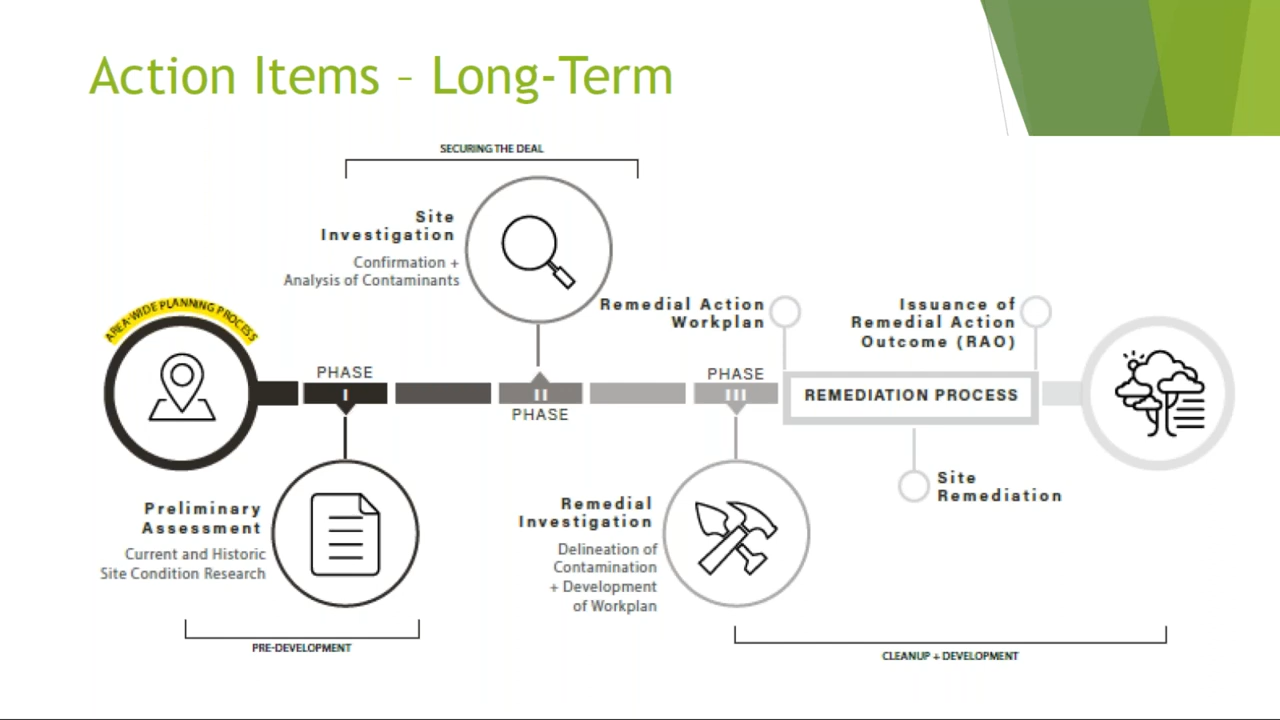 Action Items – Long-Term
SECURING THE DEAL
Site
Investigation
Confirmation +
Analysis of Contaminants
AREA-WIDE PLANNING PROCESS
Remedial Action
Workplan
Issuance of
Remedial Action
Outcome (RAO)
PHASE
I
II
PHASE
PHASE
III
REMEDIATION PROCESS
Preliminary
Assessment
Current and Historic
Site Condition Research
Remedial
Investigation
Delineation of
Contamination
+ Development
of Workplan
Site
Remediation
PRE-DEVELOPMENT
CLEANUP + DEVELOPMENT